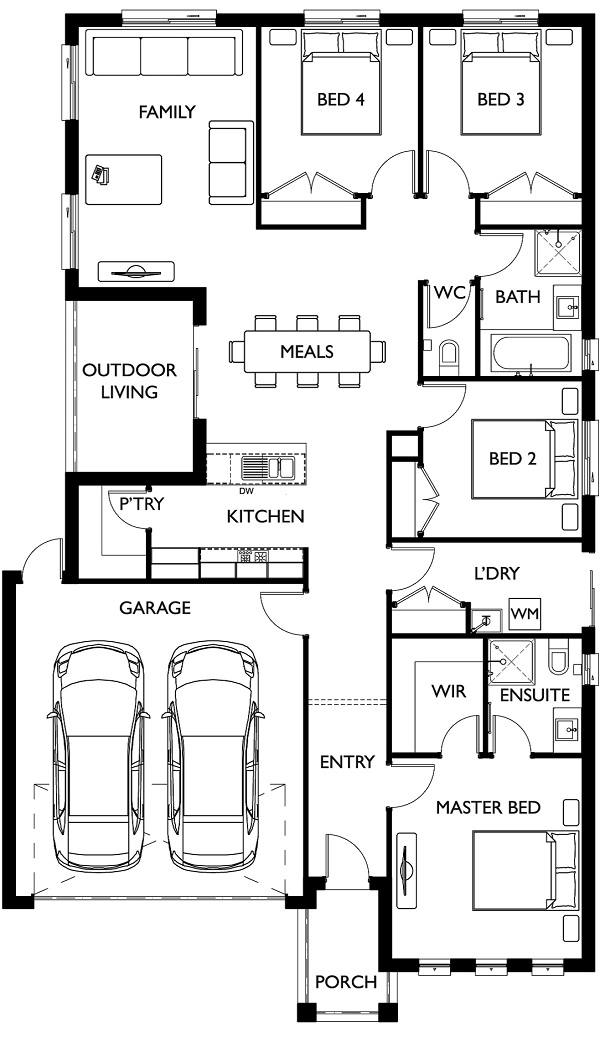 FAMILY
BED 4
BED 3
WC
BATH
MEALS
OUTDOOR
LIVING
BED 2
DW
P'TRY
KITCHEN
L'DRY
GARAGE
WM
WIR
ENSUITE
ENTRY
MASTER BED
PORCH